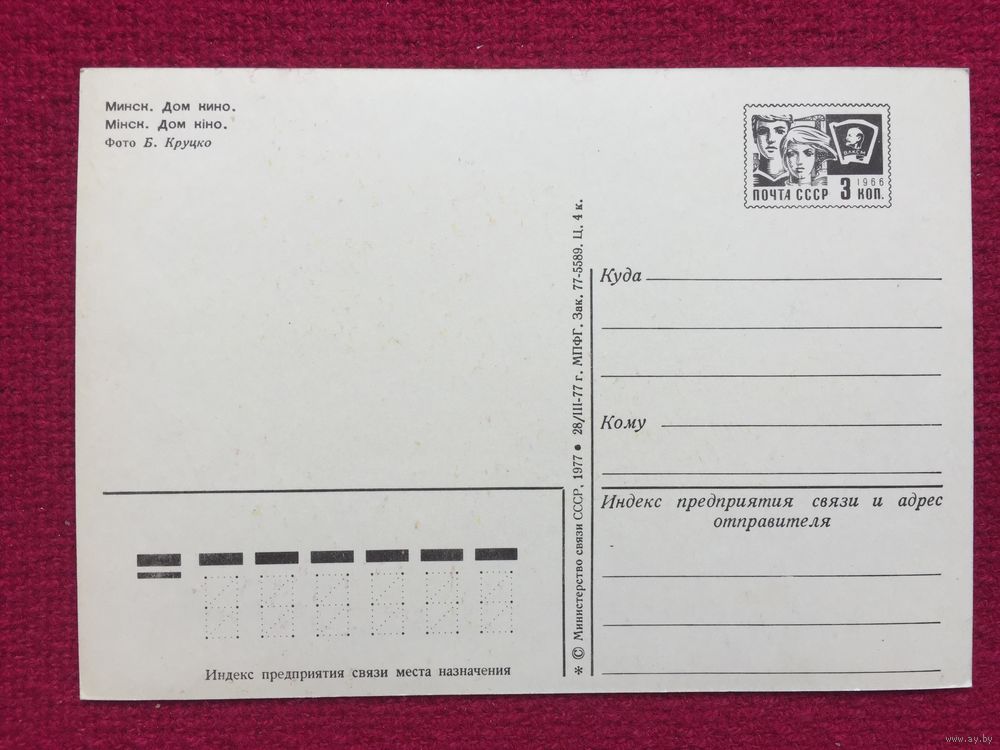 Минск. Дом кино.
Мінск. Дом кіно.
Фото Б. Круцко
ВЛКСМ
1966
ПОЧТА СССР 3 КОП.
Куда
Кому
Индекс предприятия связи и адрес
отправителя
* © Министерство связи СССР, 1977 • 28/III-77 г. МПФГ. Зак. 77-5589. Ц. 4 к.
Индекс предприятия связи места назначения
www.ay.by